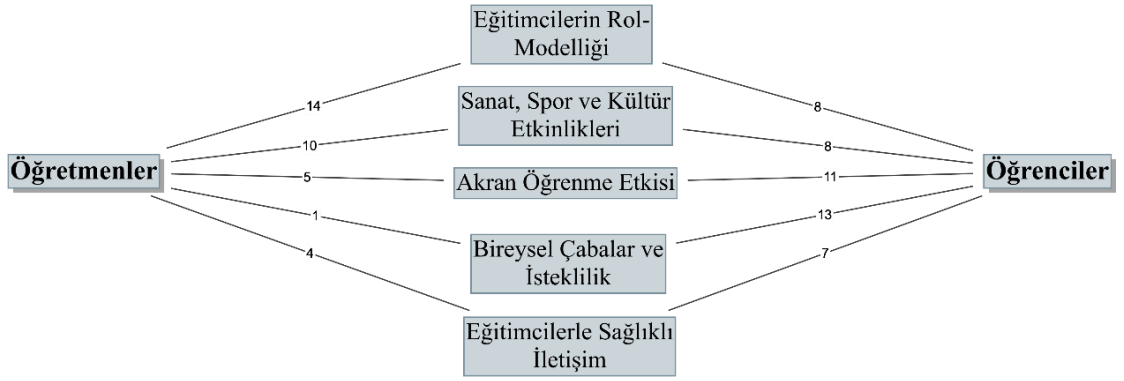 Eğitimcilerin Rol-
Modelliği
14
8
Sanat, Spor ve Kültür
Etkinlikleri
10
8
Öğretmenler
Öğrenciler
5
Akran Öğrenme Etkisi
11
1
13
Bireysel Çabalar ve
İsteklilik
4
7
Eğitimcilerle Sağlıklı
İletişim